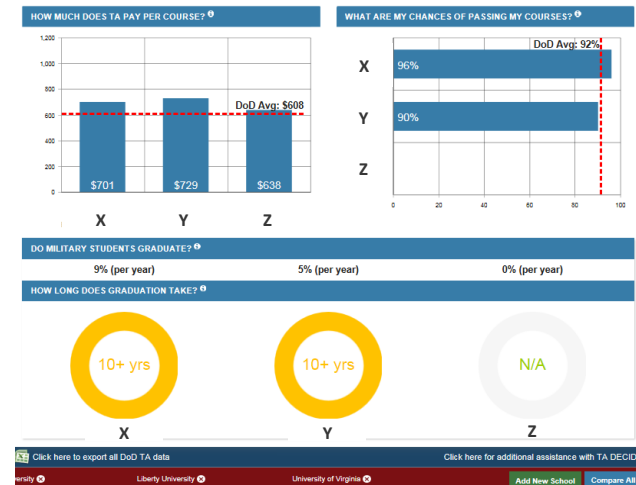 HOW MUCH DOES TA PAY PER COURSE?
WHAT ARE MY CHANCES OF PASSING MY COURSES?
1,200
800
600
400
200
0
DoD Avg: $608
$701 $729 $638
X Y Z
DoD Avg: 92%
X 96%
Y 90%
Z
0 20 40 60 80 100
DO MILITARY STUDENTS GRADUATE?
9% (per year) 5% (per year) 0% (per year)
HOW LONG DOES GRADUATION TAKE?
10+ yrs 10+ yrs N/A
X Y Z
Click here to export all DoD TA data Click here for additional assistance with TA DECID
ersity Liberty University University of Virginia Add New School Compare All